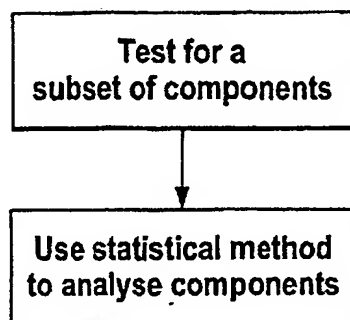 Test for a
subset of components
Use statistical method
to analyse components